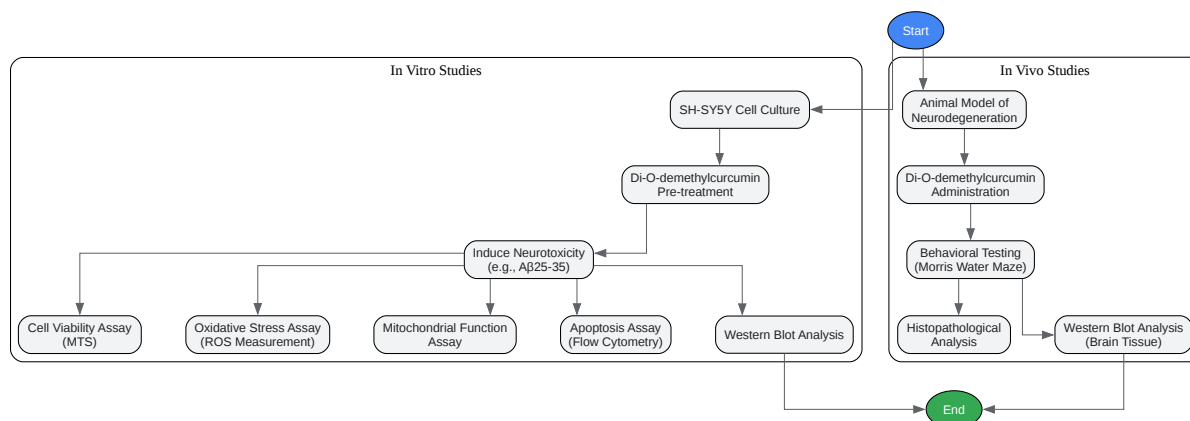 Start
In Vitro Studies
In Vivo Studies
SH-SY5Y Cell Culture
Animal Model of
Neurodegeneration
Di-O-demethylcurcumin
Pre-treatment
Di-O-demethylcurcumin
Administration
Induce Neurotoxicity
(e.g., Aβ25-35)
Behavioral Testing
(Morris Water Maze)
Cell Viability Assay
(MTS)
Oxidative Stress Assay
(ROS Measurement)
Mitochondrial Function
Assay
Apoptosis Assay
(Flow Cytometry)
Western Blot Analysis
Histopathological
Analysis
Western Blot Analysis
(Brain Tissue)
End